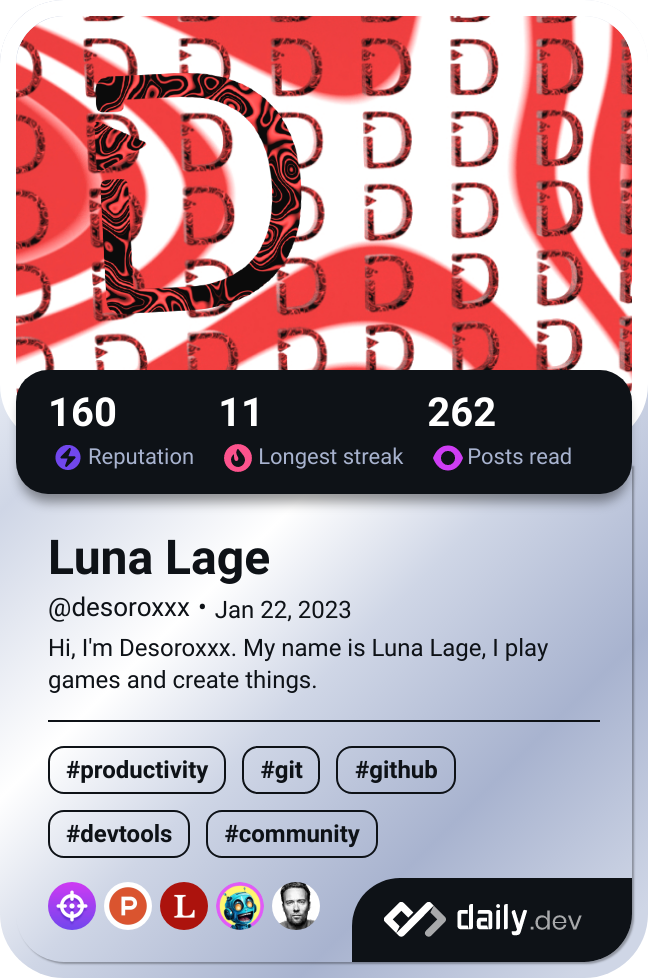 D
160 11 262
Reputation Longest streak Posts read
Luna Lage
@desoroxxx • Jan 22, 2023
Hi, I'm Desoroxxx. My name is Luna Lage, I play
games and create things.
#productivity #git #github
#devtools #community
P L
daily.dev